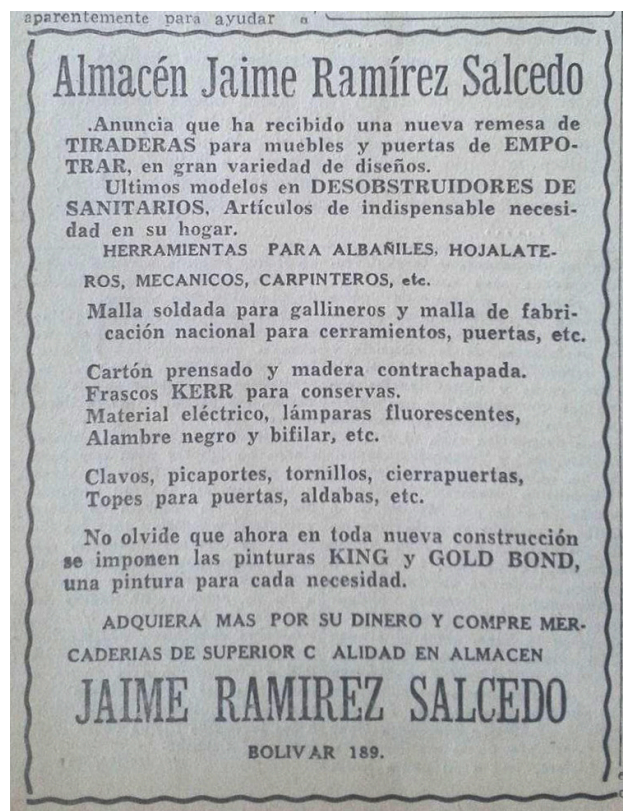 aparentemente para ayudar a
Almacén Jaime Ramírez Salcedo
.Anuncia que ha recibido una nueva remesa de
TIRADERAS para muebles y puertas de EMPO-
TRAR, en gran variedad de diseños.
Ultimos modelos en DESOBSTRUIDORES DE
SANITARIOS, Artículos de indispensable necesi-
dad en su hogar.
HERRAMIENTAS PARA ALBAÑILES, HOJALATE-
ROS, MECANICOS, CARPINTEROS, etc.
Malla soldada para gallineros y malla de fabri-
cación nacional para cerramientos, puertas, etc.
Cartón prensado y madera contrachapada.
Frascos KERR para conservas.
Material eléctrico, lámparas fluorescentes,
Alambre negro y bifilar, etc.
Clavos, picaportes, tornillos, cierrapuertas,
Topes para puertas, aldabas, etc.
No olvide que ahora en toda nueva construcción
se imponen las pinturas KING y GOLD BOND,
una pintura para cada necesidad.
ADQUIERA MAS POR SU DINERO Y COMPRE MER-
CADERIAS DE SUPERIOR C ALIDAD EN ALMACEN
JAIME RAMIREZ SALCEDO
BOLIVAR 189.